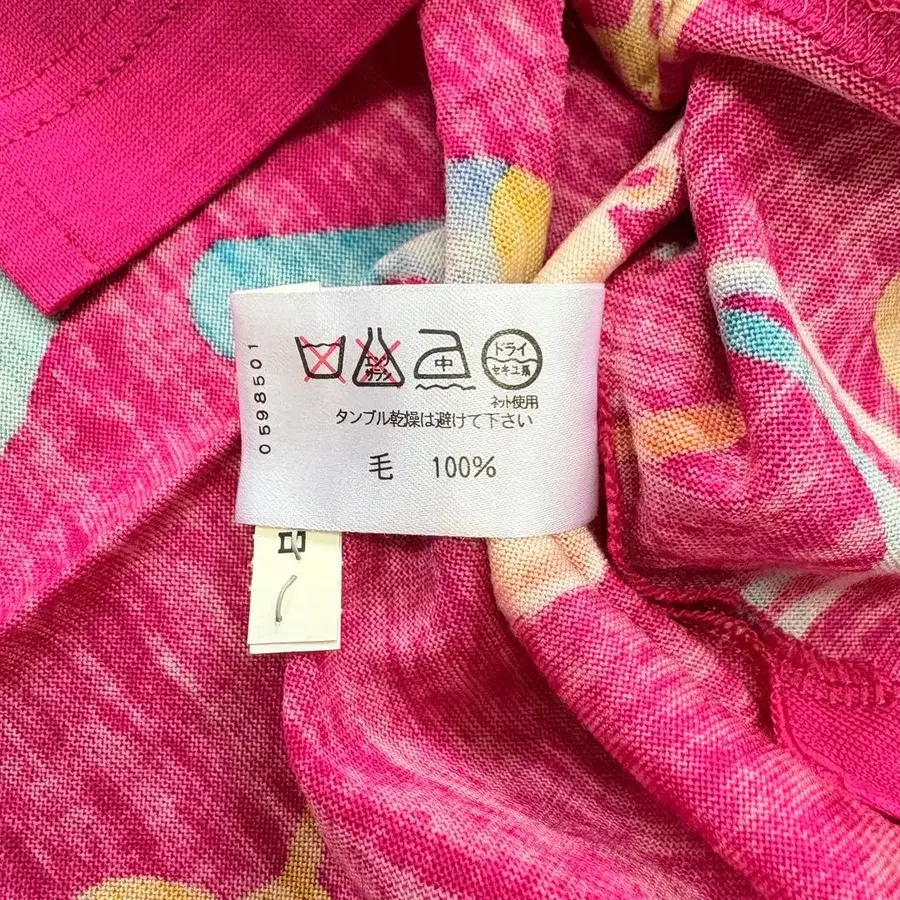 0598501
エンソ
サラシ
中
ドライ
セキユ系
ネット使用
タンブル乾燥は避けて下さい
毛 100%